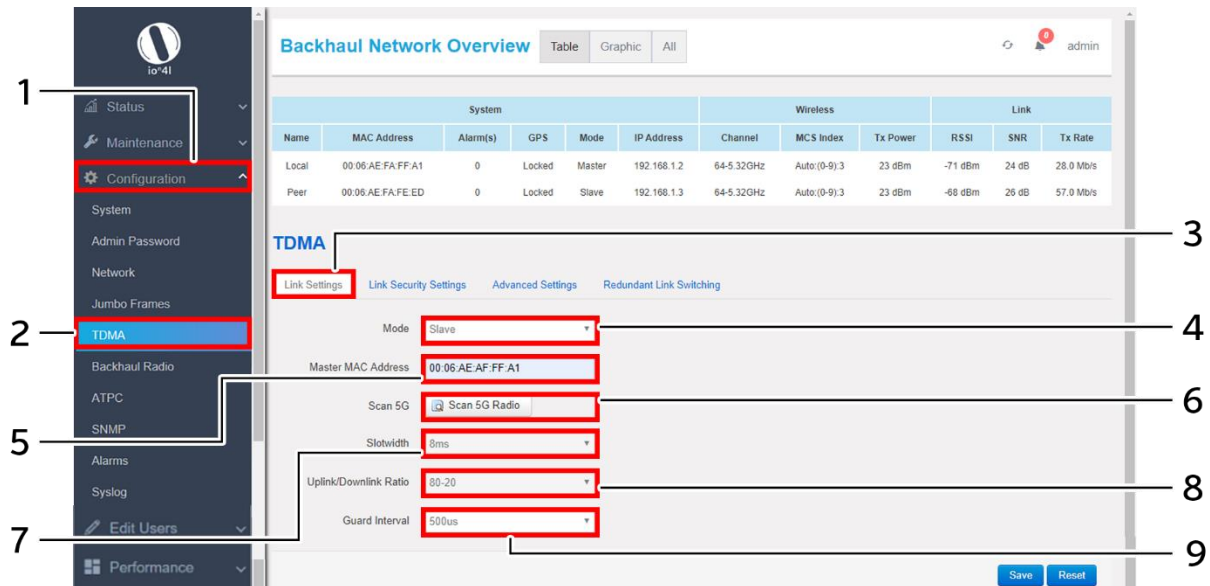 Backhaul Network Overview Table Graphic All 0 admin
io°4l
1
Status
Maintenance
Configuration
System
Admin Password
Network
Jumbo Frames
2
TDMA
Backhaul Radio
ATPC
SNMP
Alarms
Syslog
Edit Users
Performance
System Wireless Link
Name MAC Address Alarm(s) GPS Mode IP Address Channel MCS Index Tx Power RSSI SNR Tx Rate
Local 00:06:AE:FA:FF:A1 0 Locked Master 192.168.1.2 64-5.32GHz Auto:(0-9):3 23 dBm -71 dBm 24 dB 28.0 Mb/s
Peer 00:06:AE:FA:FE:ED 0 Locked Slave 192.168.1.3 64-5.32GHz Auto:(0-9):3 23 dBm -68 dBm 26 dB 57.0 Mb/s
TDMA
3
Link Settings Link Security Settings Advanced Settings Redundant Link Switching
Mode Slave 4
5 Master MAC Address 00:06:AE:AF:FF:A1
Scan 5G Scan 5G Radio 6
7 Slotwidth 8ms
Uplink/Downlink Ratio 80-20 8
Guard Interval 500us 9
Save Reset